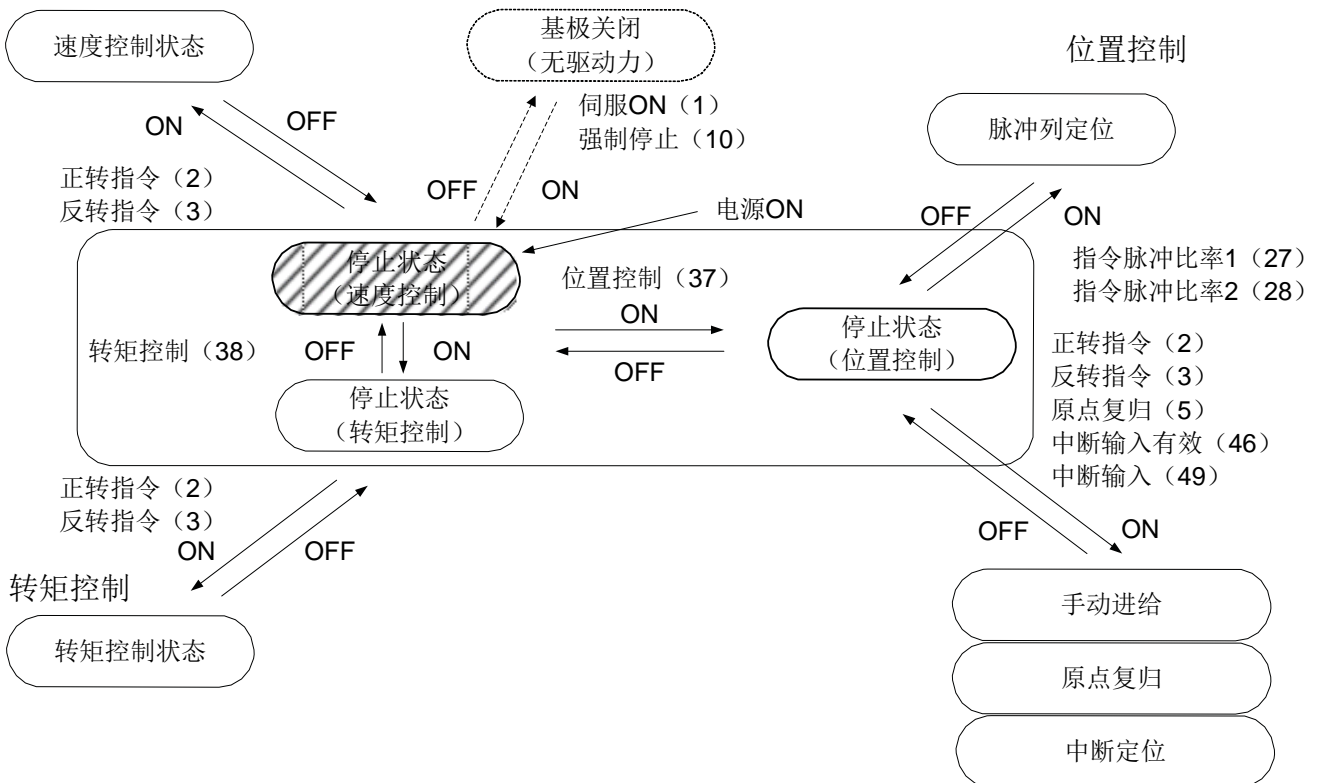 速度控制状态
基极关闭
（无驱动力）
位置控制
伺服ON（1）
强制停止（10）
脉冲列定位
ON
OFF
正转指令（2）
反转指令（3）
OFF
ON
电源ON
OFF
ON
停止状态
（速度控制）
位置控制（37）
ON
OFF
指令脉冲比率1（27）
指令脉冲比率2（28）
转矩控制（38）
OFF
ON
停止状态
（位置控制）
正转指令（2）
反转指令（3）
原点复归（5）
中断输入有效（46）
中断输入（49）
停止状态
（转矩控制）
正转指令（2）
反转指令（3）
ON
OFF
OFF
ON
转矩控制
转矩控制状态
手动进给
原点复归
中断定位